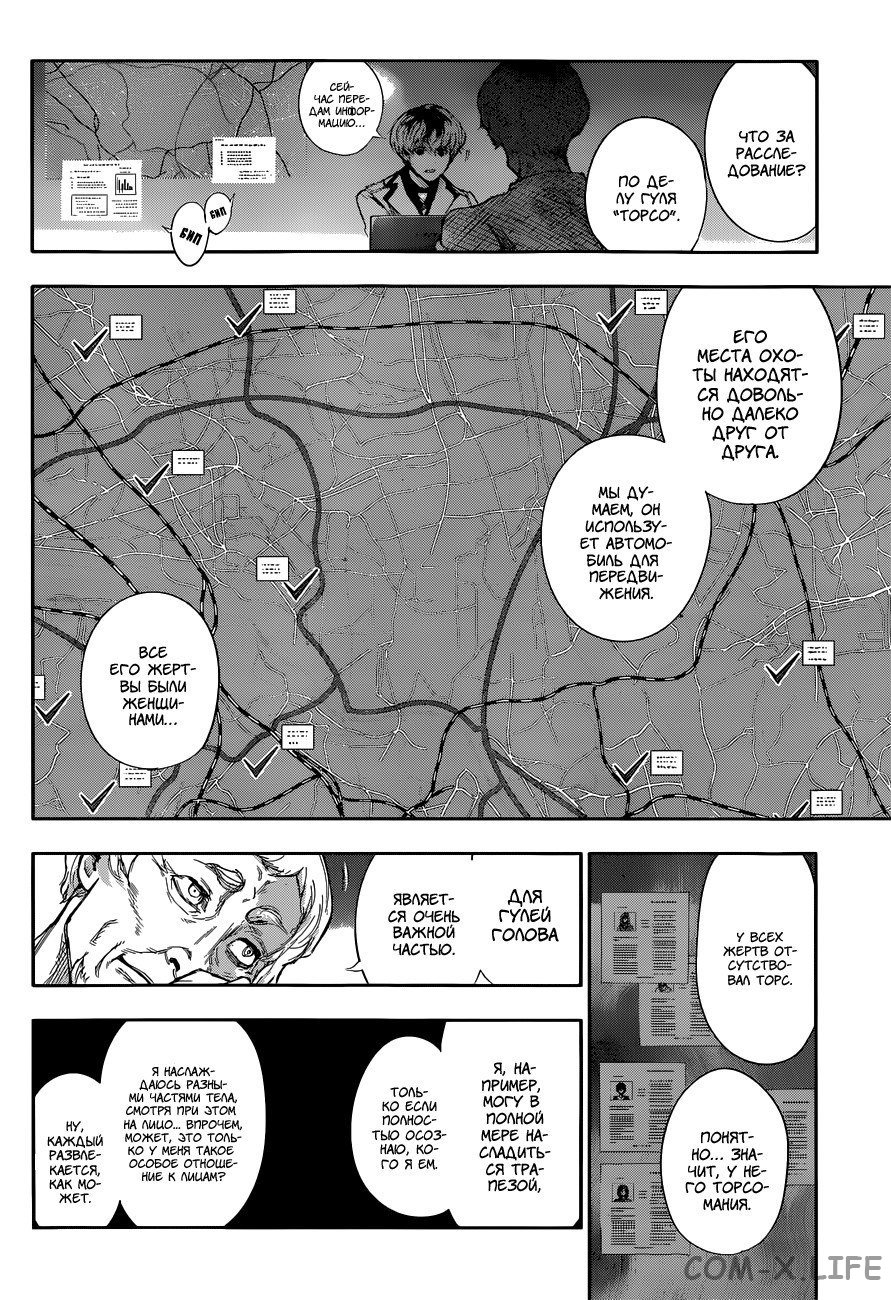 ЧТО ЗА
РАССЛЕ-
ДОВАНИЕ?
ПО ДЕ-
ЛУ ГУЛЯ
"ТОРСО".
СЕЙ-
ЧАС ПЕРЕ-
ДАМ ИНФОР-
МАЦИЮ...
БИП
БИП
ЕГО
МЕСТА ОХО-
ТЫ НАХОДЯТ-
СЯ ДОВОЛЬ-
НО ДАЛЕКО
ДРУГ ОТ
ДРУГА.
МЫ ДУ-
МАЕМ, ОН
ИСПОЛЬЗУ-
ЕТ АВТОМО-
БИЛЬ ДЛЯ
ПЕРЕДВИ-
ЖЕНИЯ.
ВСЕ
ЕГО ЖЕРТ-
ВЫ БЫЛИ
ЖЕНЩИ-
НАМИ...
У ВСЕХ
ЖЕРТВ ОТ-
СУТСТВО-
ВАЛ ТОРС.
ПОНЯТ-
НО... ЗНА-
ЧИТ, У НЕ-
ГО ТОРСО-
МАНИЯ.
ДЛЯ
ГУЛЕЙ
ГОЛОВА
ЯВЛЯЕТ-
СЯ ОЧЕНЬ
ВАЖНОЙ
ЧАСТЬЮ.
Я, НА-
ПРИМЕР,
МОГУ В
ПОЛНОЙ
МЕРЕ НА-
СЛАДИТЬ-
СЯ ТРА-
ПЕЗОЙ,
ТОЛЬ-
КО ЕСЛИ
ПОЛНОС-
ТЬЮ ОСОЗ-
НАЮ, КО-
ГО Я ЕМ.
Я НАСЛАЖ-
ДАЮСЬ РАЗНЫ-
МИ ЧАСТЯМИ ТЕЛА,
СМОТРЯ ПРИ ЭТОМ
НА ЛИЦО... ВПРОЧЕМ,
МОЖЕТ, ЭТО ТОЛЬ-
КО У МЕНЯ ТАКОЕ
ОСОБОЕ ОТНОШЕ-
НИЕ К ЛИЦАМ?
НУ,
КАЖДЫЙ
РАЗВЛЕ-
КАЕТСЯ,
КАК МО-
ЖЕТ.
COM-X.LIFE